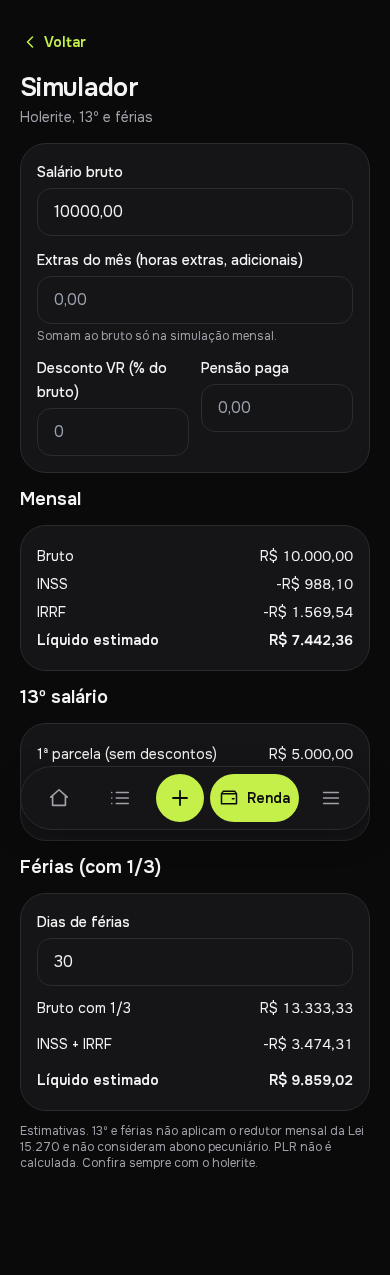 Voltar
Simulador
Holerite, 13º e férias
Salário bruto
10000,00
Extras do mês (horas extras, adicionais)
0,00
Somam ao bruto só na simulação mensal.
Desconto VR (% do bruto)
0
Pensão paga
0,00
Mensal
Bruto R$ 10.000,00
INSS -R$ 988,10
IRRF -R$ 1.569,54
Líquido estimado R$ 7.442,36
13º salário
1ª parcela (sem descontos) R$ 5.000,00
Renda
Férias (com 1/3)
Dias de férias
30
Bruto com 1/3 R$ 13.333,33
INSS + IRRF -R$ 3.474,31
Líquido estimado R$ 9.859,02
Estimativas. 13º e férias não aplicam o redutor mensal da Lei
15.270 e não consideram abono pecuniário. PLR não é
calculada. Confira sempre com o holerite.